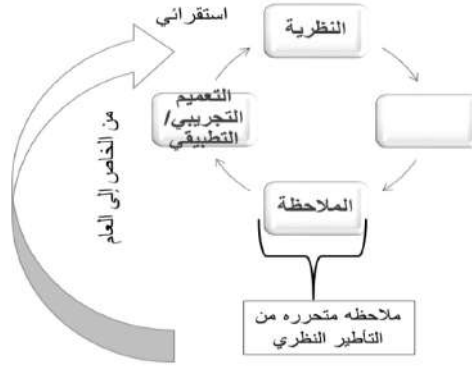 استقرائي
النظرية
التعميم
التجريبي/
التطبيقي
من الخاص إلى العام
الملاحظة
ملاحظه متحرره من
التأطير النظري